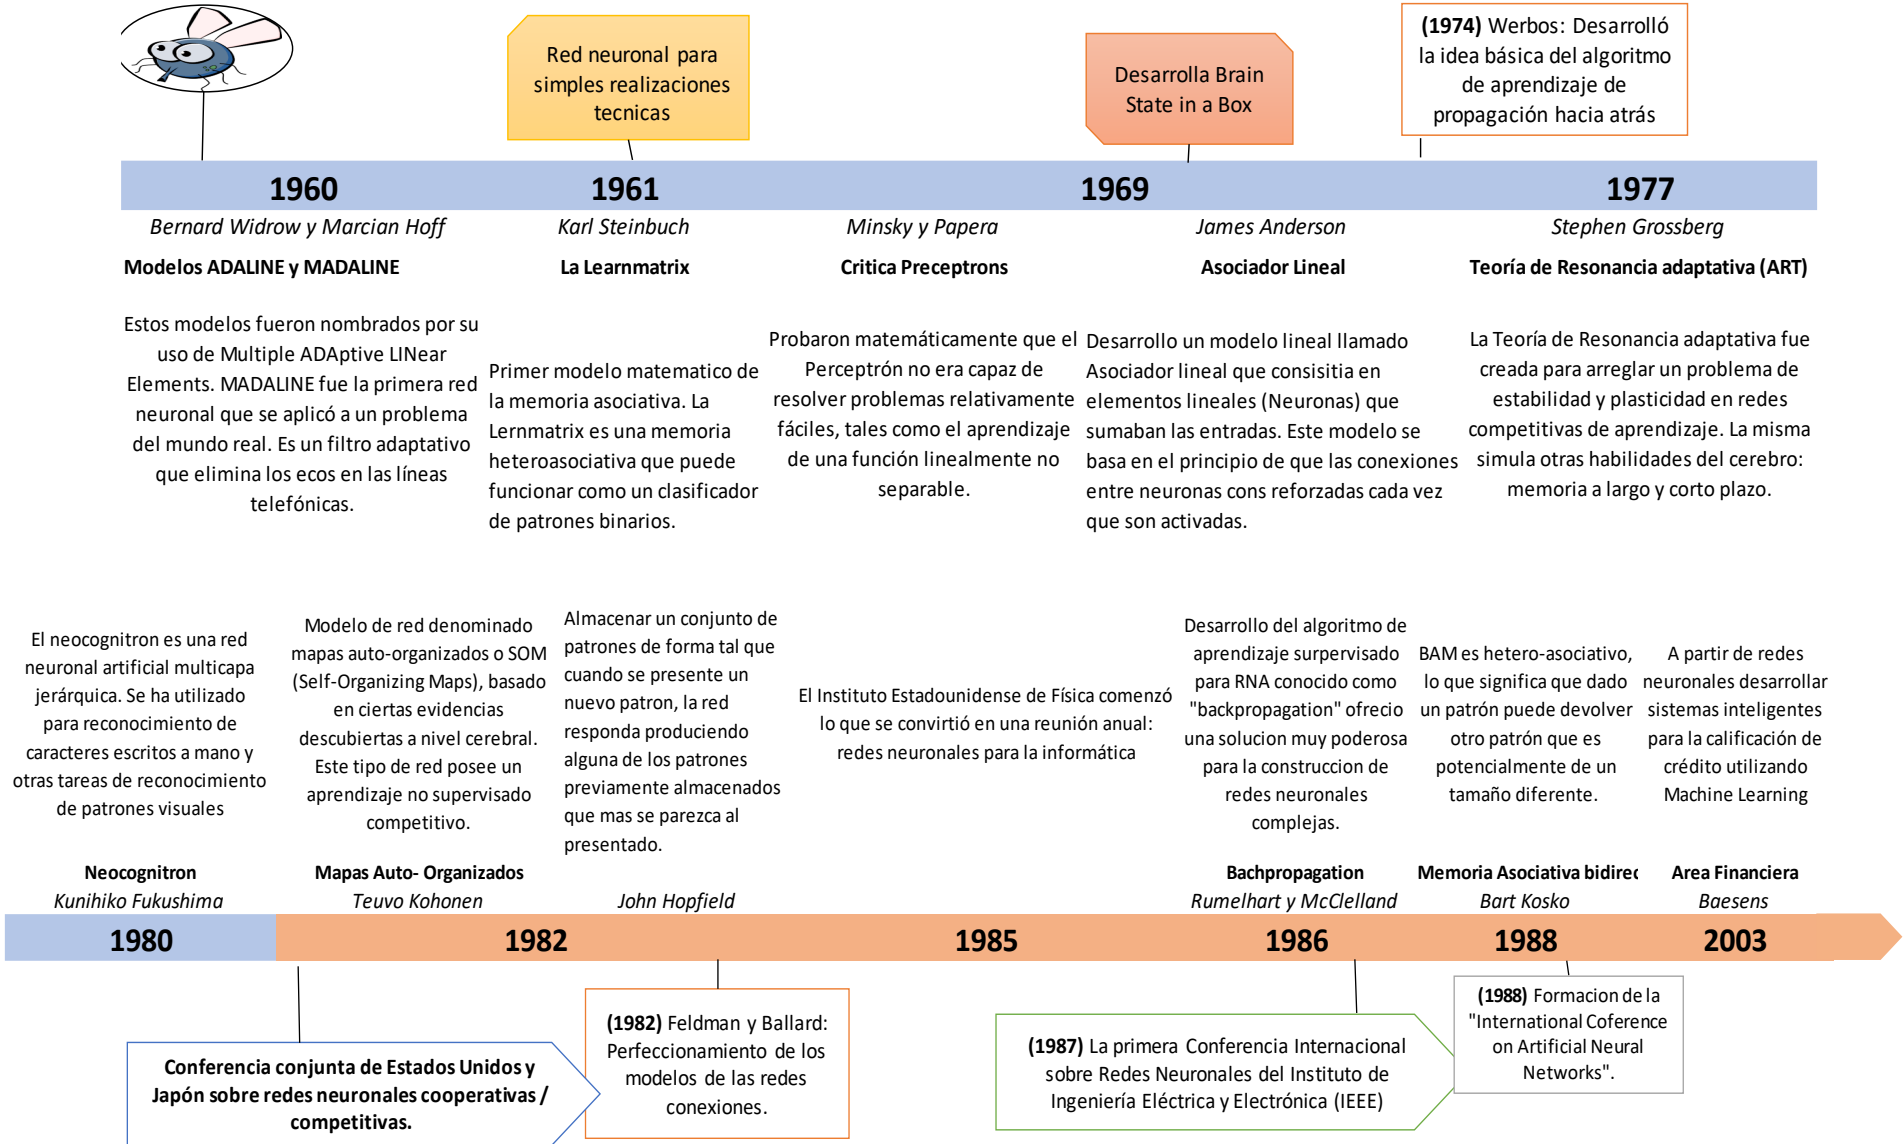 Red neuronal para
simples realizaciones
tecnicas
Desarrolla Brain
State in a Box
(1974) Werbos: Desarrolló
la idea básica del algoritmo
de aprendizaje de
propagación hacia atrás
1960
1961
1969
1977
Bernard Widrow y Marcian Hoff
Karl Steinbuch
Minsky y Papera
James Anderson
Stephen Grossberg
Modelos ADALINE y MADALINE
La Learnmatrix
Critica Preceptrons
Asociador Lineal
Teoría de Resonancia adaptativa (ART)
Estos modelos fueron nombrados por su
uso de Multiple ADAptive LINear
Elements. MADALINE fue la primera red
neuronal que se aplicó a un problema
del mundo real. Es un filtro adaptativo
que elimina los ecos en las líneas
telefónicas.
Primer modelo matematico de
la memoria asociativa. La
Lernmatrix es una memoria
heteroasociativa que puede
funcionar como un clasificador
de patrones binarios.
Probaron matemáticamente que el
Perceptrón no era capaz de
resolver problemas relativamente
fáciles, tales como el aprendizaje
de una función linealmente no
separable.
Desarrollo un modelo lineal llamado
Asociador lineal que consisitia en
elementos lineales (Neuronas) que
sumaban las entradas. Este modelo se
basa en el principio de que las conexiones
entre neuronas cons reforzadas cada vez
que son activadas.
La Teoría de Resonancia adaptativa fue
creada para arreglar un problema de
estabilidad y plasticidad en redes
competitivas de aprendizaje. La misma
simula otras habilidades del cerebro:
memoria a largo y corto plazo.
El neocognitron es una red
neuronal artificial multicapa
jerárquica. Se ha utilizado
para reconocimiento de
caracteres escritos a mano y
otras tareas de reconocimiento
de patrones visuales
Modelo de red denominado
mapas auto-organizados o SOM
(Self-Organizing Maps), basado
en ciertas evidencias
descubiertas a nivel cerebral.
Este tipo de red posee un
aprendizaje no supervisado
competitivo.
Almacenar un conjunto de
patrones de forma tal que
cuando se presente un
nuevo patron, la red
responda produciendo
alguna de los patrones
previamente almacenados
que mas se parezca al
presentado.
El Instituto Estadounidense de Física comenzó
lo que se convirtió en una reunión anual:
redes neuronales para la informática
Desarrollo del algoritmo de
aprendizaje surpervisado
para RNA conocido como
"backpropagation" ofrecio
una solucion muy poderosa
para la construccion de
redes neuronales
complejas.
BAM es hetero-asociativo,
lo que significa que dado
un patrón puede devolver
otro patrón que es
potencialmente de un
tamaño diferente.
A partir de redes
neuronales desarrollar
sistemas inteligentes
para la calificación de
crédito utilizando
Machine Learning
Neocognitron
Mapas Auto- Organizados
Bachpropagation
Memoria Asociativa bidirec
Area Financiera
Kunihiko Fukushima
Teuvo Kohonen
John Hopfield
Rumelhart y McClelland
Bart Kosko
Baesens
1980
1982
1985
1986
1988
2003
Conferencia conjunta de Estados Unidos y
Japón sobre redes neuronales cooperativas /
competitivas.
(1982) Feldman y Ballard:
Perfeccionamiento de los
modelos de las redes
conexiones.
(1987) La primera Conferencia Internacional
sobre Redes Neuronales del Instituto de
Ingeniería Eléctrica y Electrónica (IEEE)
(1988) Formacion de la
"International Coference
on Artificial Neural
Networks".